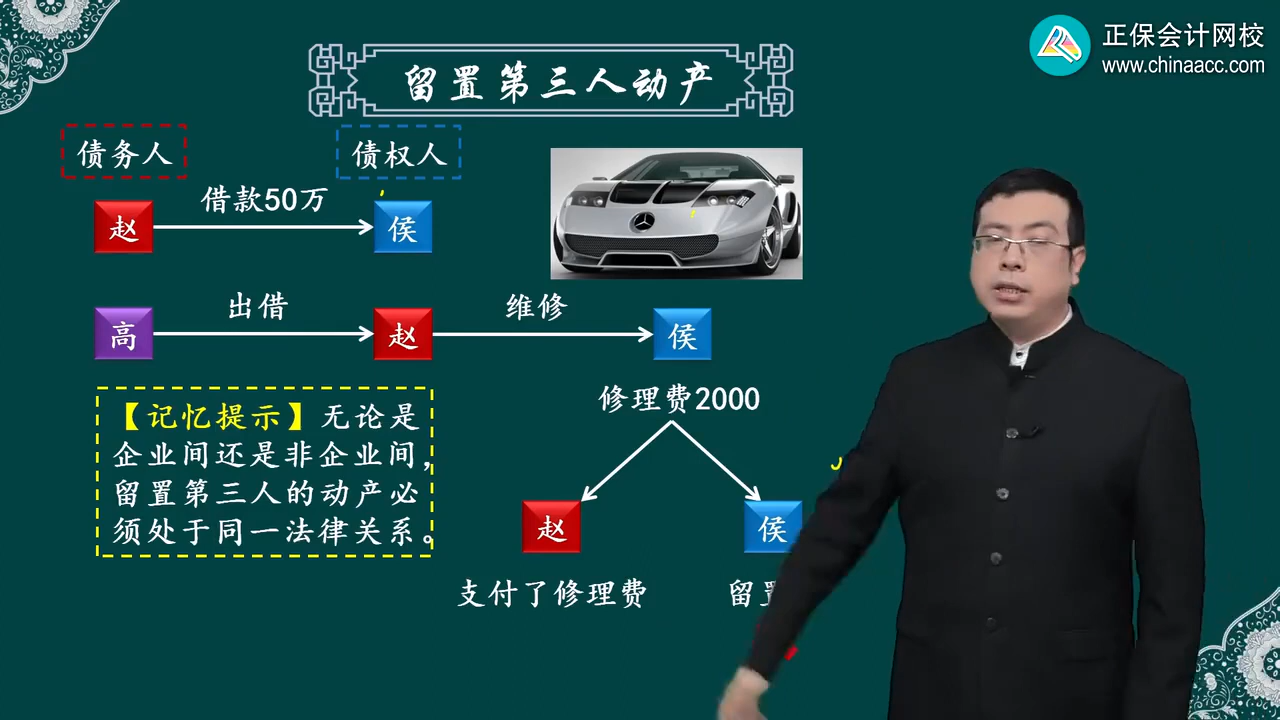 正保会计网校
www.chinaacc.com
留置第三人动产
债务人
债权人
借款50万
赵
侯
出借
维修
高
赵
侯
修理费2000
【记忆提示】无论是
企业间还是非企业间，
留置第三人的动产必
须处于同一法律关系。
赵
侯
支付了修理费
留